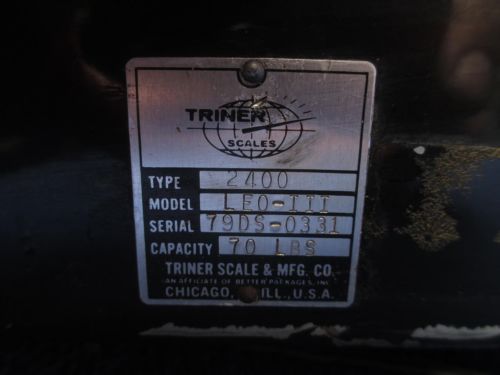 TRINER
SCALES
TYPE 2400
MODEL LEO-III
SERIAL 79DS-0331
CAPACITY 70 LBS
TRINER SCALE & MFG. CO.
AN AFFILIATE OF BETTER PACKAGES, INC.
CHICAGO, ILL., U.S.A.